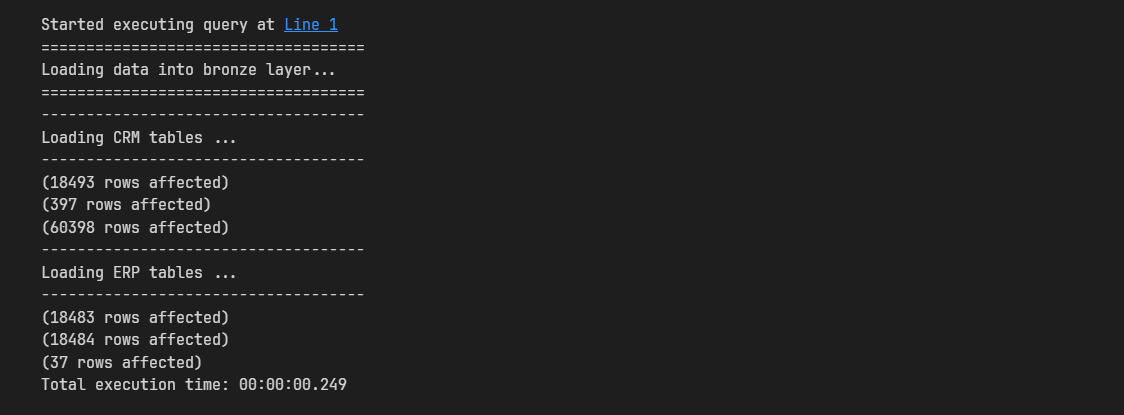 Started executing query at Line 1
====================================
Loading data into bronze layer...
====================================
------------------------------------
Loading CRM tables ...
------------------------------------
(18493 rows affected)
(397 rows affected)
(60398 rows affected)
------------------------------------
Loading ERP tables ...
------------------------------------
(18483 rows affected)
(18484 rows affected)
(37 rows affected)
Total execution time: 00:00:00.249